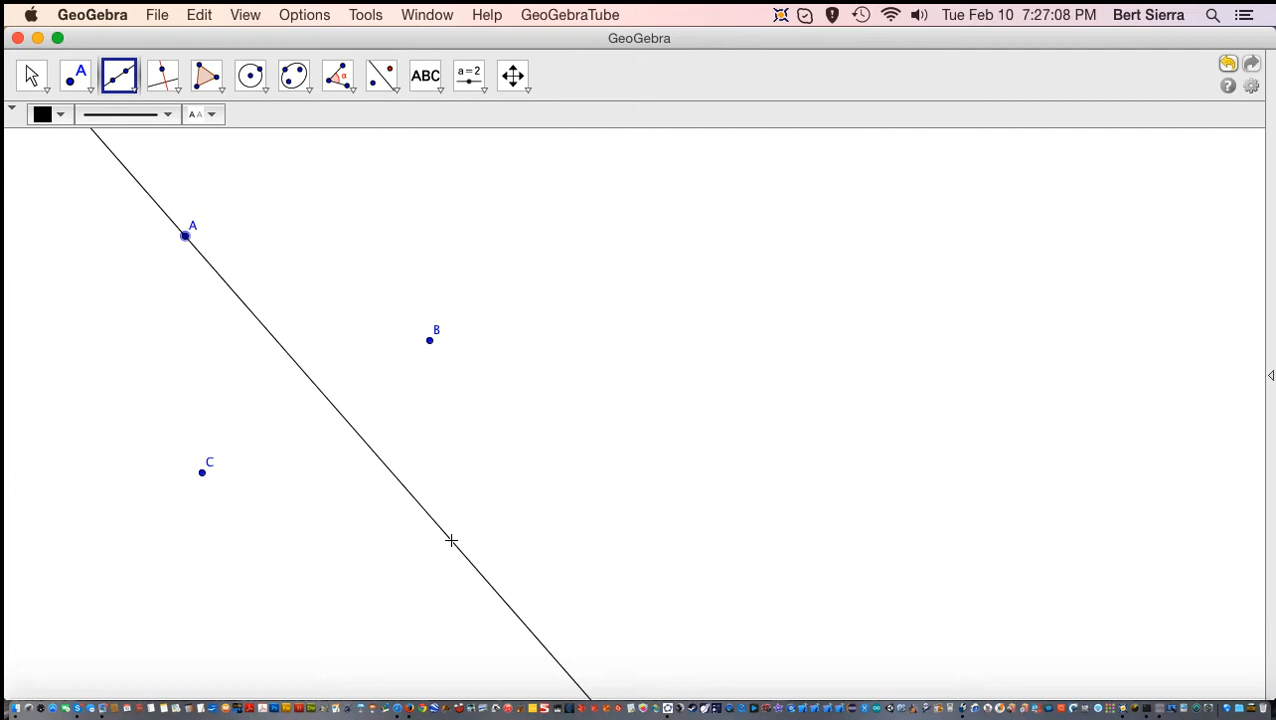 GeoGebra File Edit View Options Tools Window Help GeoGebraTube Tue Feb 10 7:27:08 PM Bert Sierra
GeoGebra
A α ABC a=2
A A
A
B
C